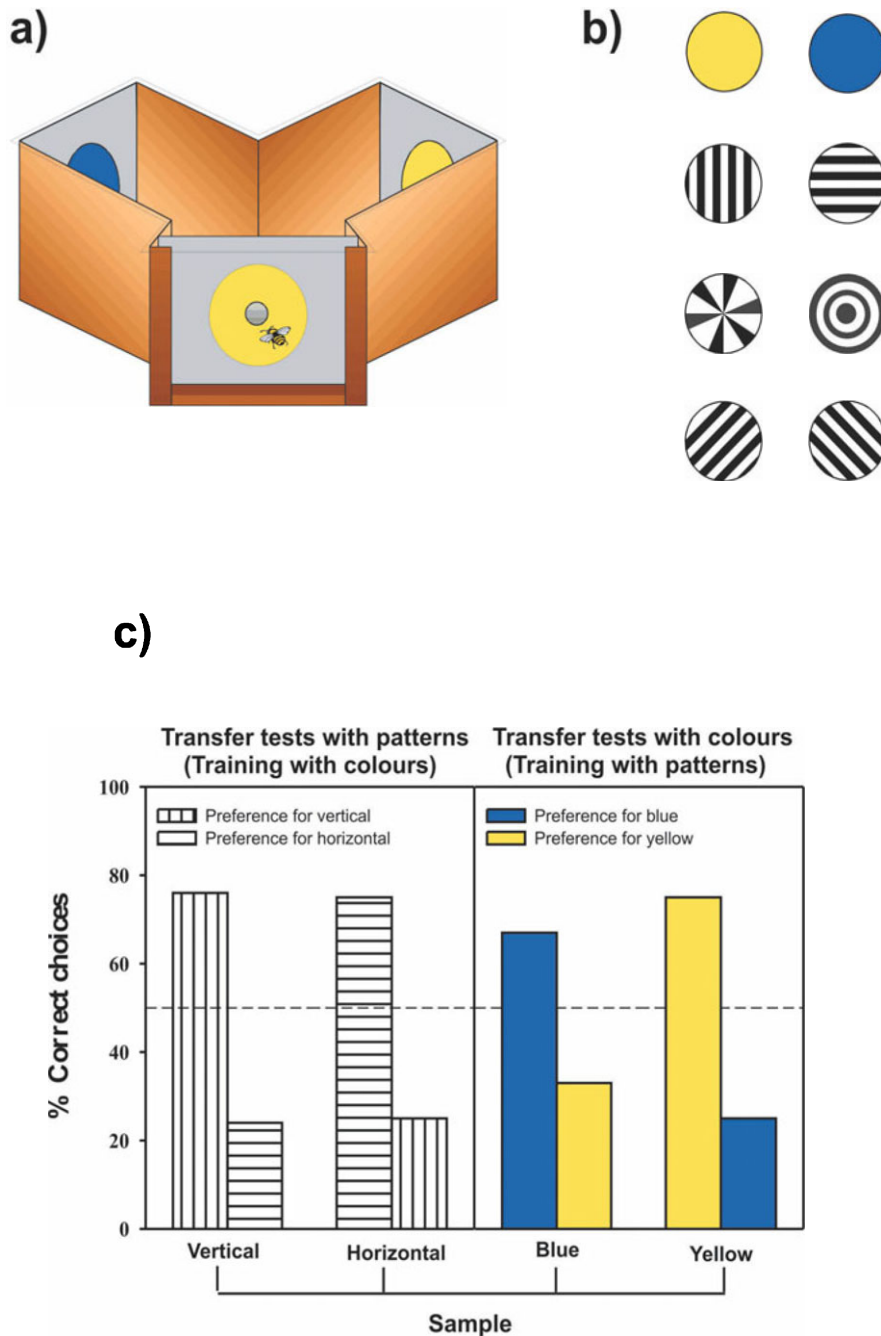 a)
b)
c)
Transfer tests with patterns
(Training with colours)
Transfer tests with colours
(Training with patterns)
Preference for vertical
Preference for horizontal
Preference for blue
Preference for yellow
% Correct choices
100
80
60
40
20
0
Vertical
Horizontal
Blue
Yellow
Sample